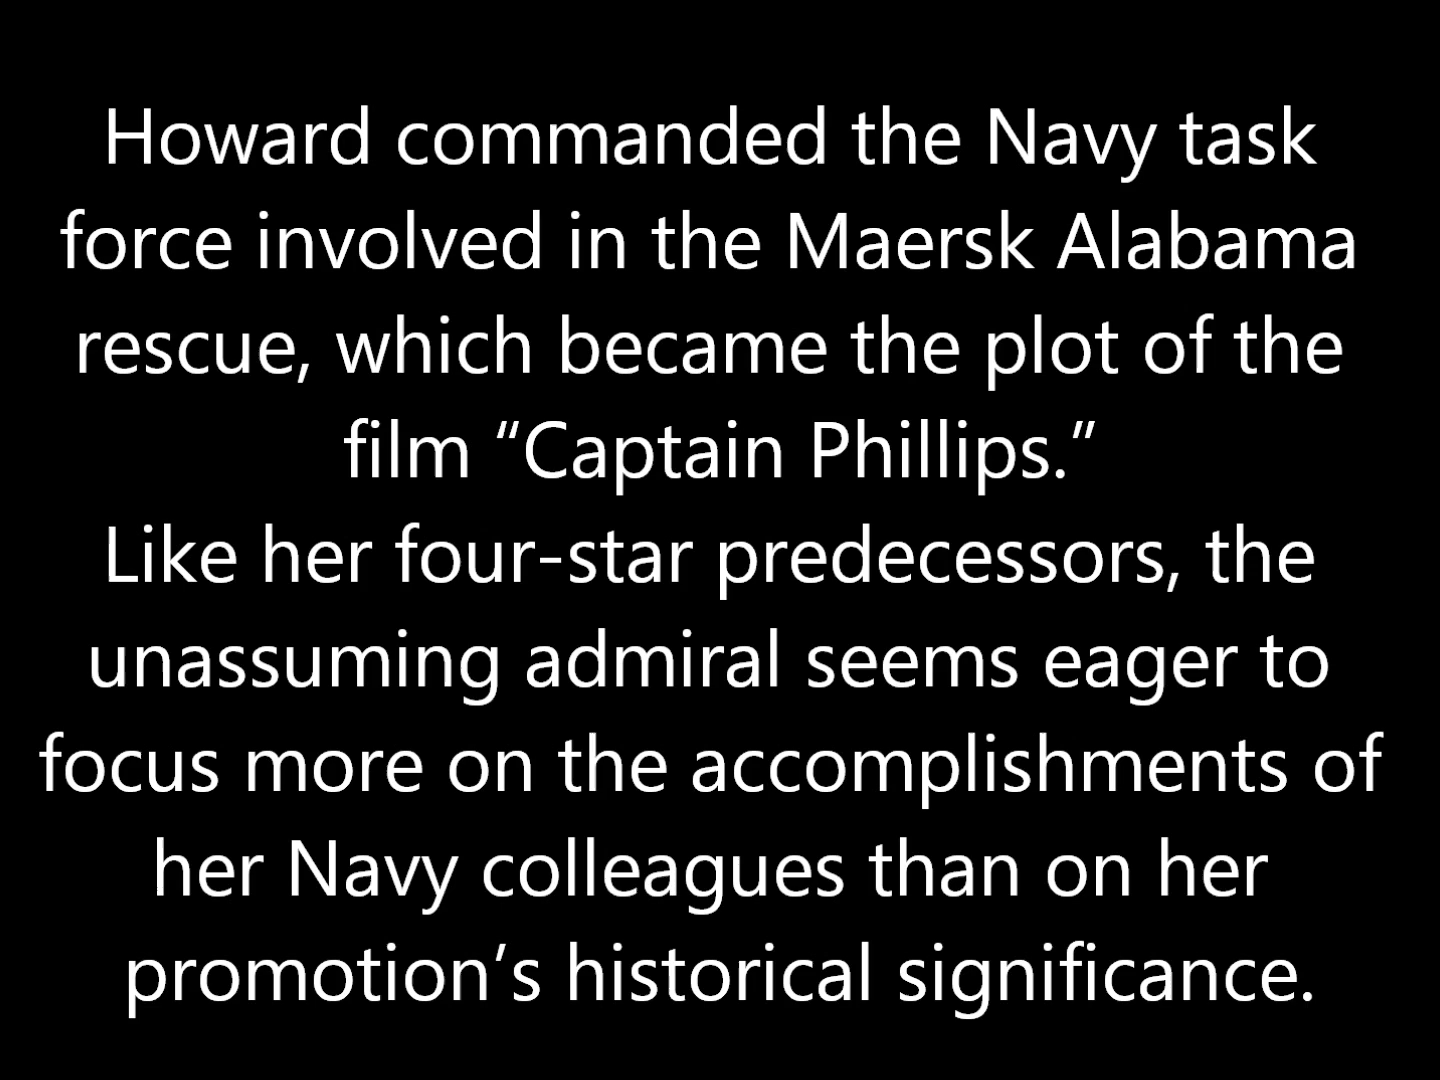 Howard commanded the Navy task
force involved in the Maersk Alabama
rescue, which became the plot of the
film “Captain Phillips.”
Like her four-star predecessors, the
unassuming admiral seems eager to
focus more on the accomplishments of
her Navy colleagues than on her
promotion’s historical significance.